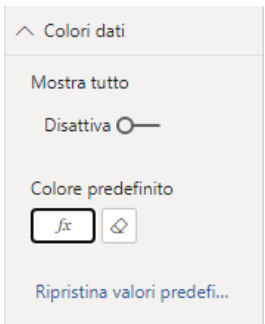 Colori dati
Mostra tutto
Disattiva
Colore predefinito
fx
Ripristina valori predefi...